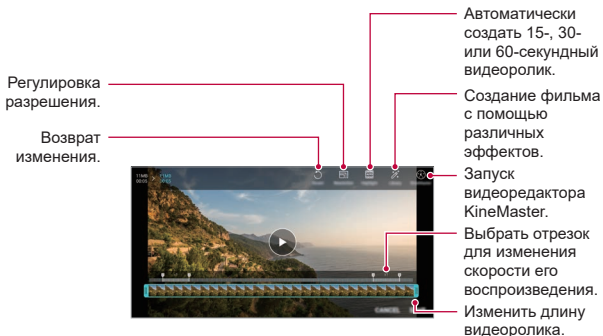 Автоматически
создать 15-, 30-
или 60-секундный
видеоролик.
Регулировка
разрешения.
Создание фильма
с помощью
различных
эффектов.
Возврат
изменения.
Запуск
видеоредактора
KineMaster.
Выбрать отрезок
для изменения
скорости его
воспроизведения.
Изменить длину
видеоролика.
CANCEL